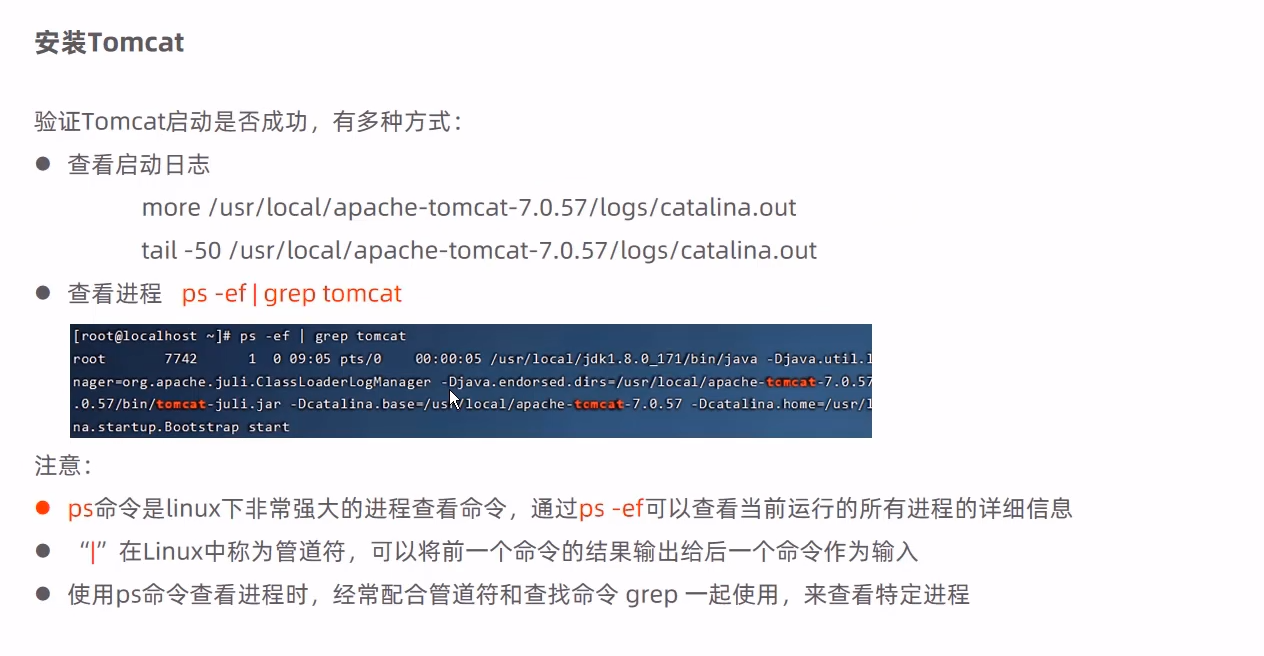 安装Tomcat
验证Tomcat启动是否成功，有多种方式：
● 查看启动日志
more /usr/local/apache-tomcat-7.0.57/logs/catalina.out
tail -50 /usr/local/apache-tomcat-7.0.57/logs/catalina.out
● 查看进程 ps -ef | grep tomcat
[root@localhost ~]# ps -ef | grep tomcat
root 7742 1 0 09:05 pts/0 00:00:05 /usr/local/jdk1.8.0_171/bin/java -Djava.util.l
nager=org.apache.juli.ClassLoaderLogManager -Djava.endorsed.dirs=/usr/local/apache-tomcat-7.0.57
.0.57/bin/tomcat-juli.jar -Dcatalina.base=/usr/local/apache-tomcat-7.0.57 -Dcatalina.home=/usr/l
na.startup.Bootstrap start
注意：
● ps命令是linux下非常强大的进程查看命令，通过ps -ef可以查看当前运行的所有进程的详细信息
● “|”在Linux中称为管道符，可以将前一个命令的结果输出给后一个命令作为输入
● 使用ps命令查看进程时，经常配合管道符和查找命令 grep 一起使用，来查看特定进程